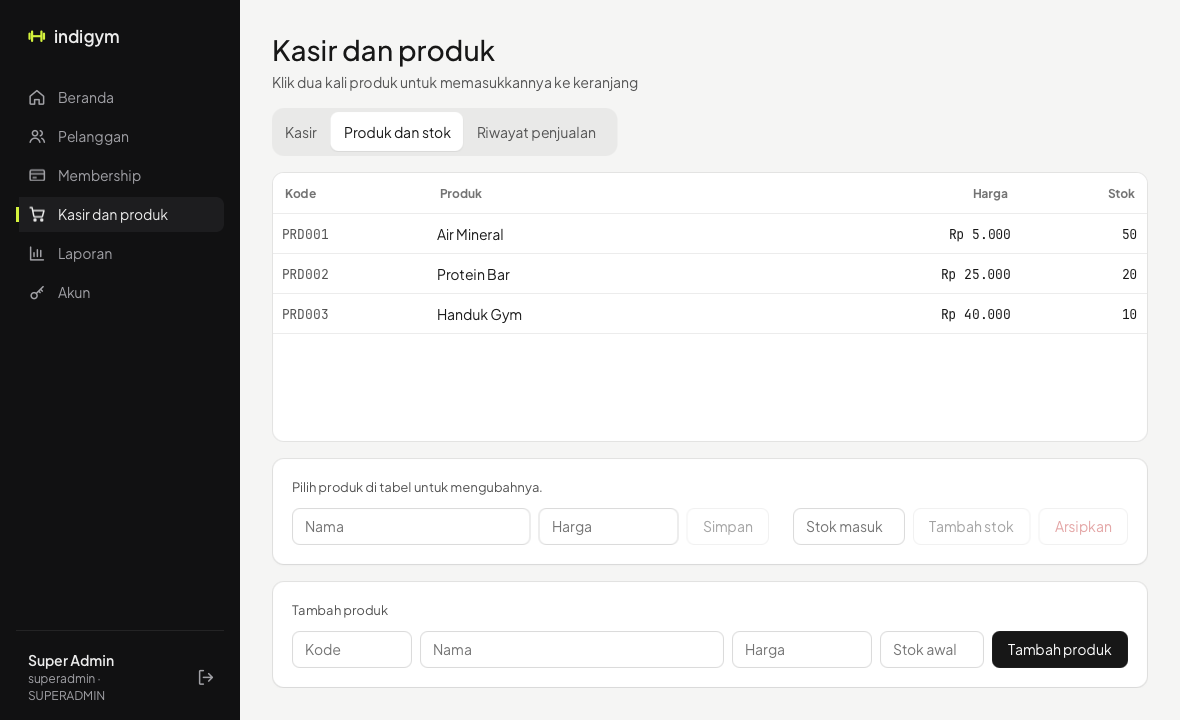 indigym
Beranda
Pelanggan
Membership
Kasir dan produk
Laporan
Akun
Super Admin
superadmin ·
SUPERADMIN
Kasir dan produk
Klik dua kali produk untuk memasukkannya ke keranjang
Kasir Produk dan stok Riwayat penjualan
Kode Produk Harga Stok
PRD001 Air Mineral Rp 5.000 50
PRD002 Protein Bar Rp 25.000 20
PRD003 Handuk Gym Rp 40.000 10
Pilih produk di tabel untuk mengubahnya.
Nama Harga Simpan Stok masuk Tambah stok Arsipkan
Tambah produk
Kode Nama Harga Stok awal Tambah produk